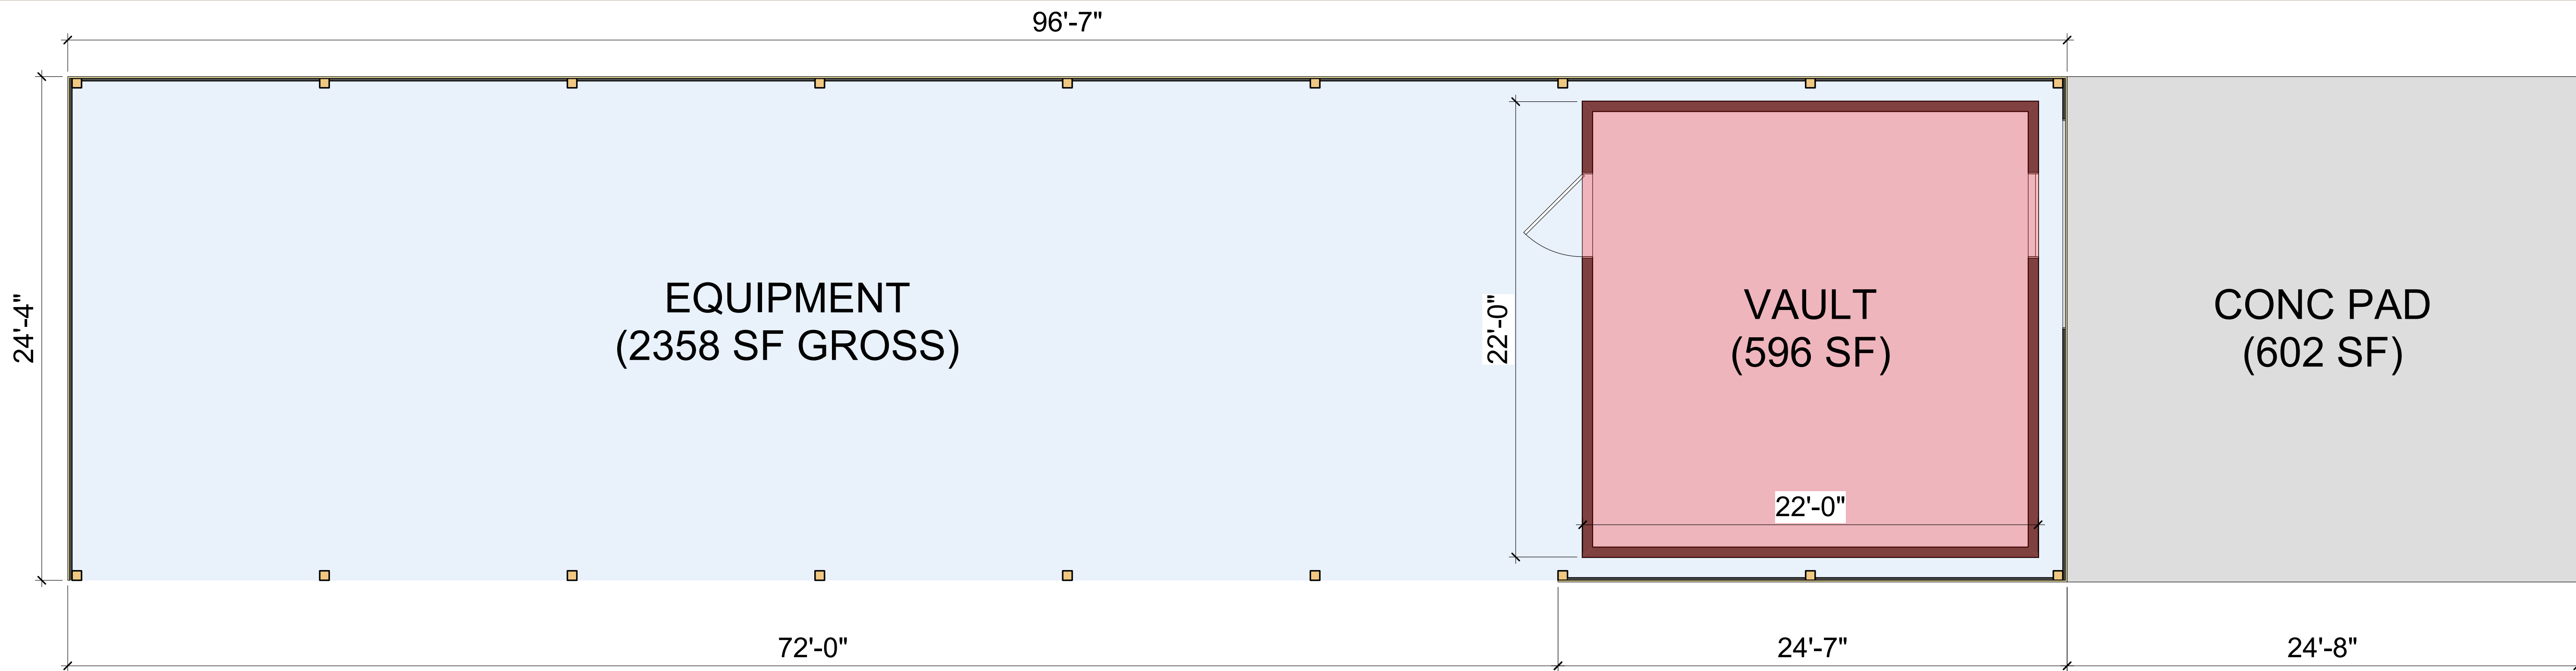 96'-7"
24'-4"
EQUIPMENT
(2358 SF GROSS)
22'-0"
VAULT
(596 SF)
22'-0"
CONC PAD
(602 SF)
72'-0"
24'-7"
24'-8"